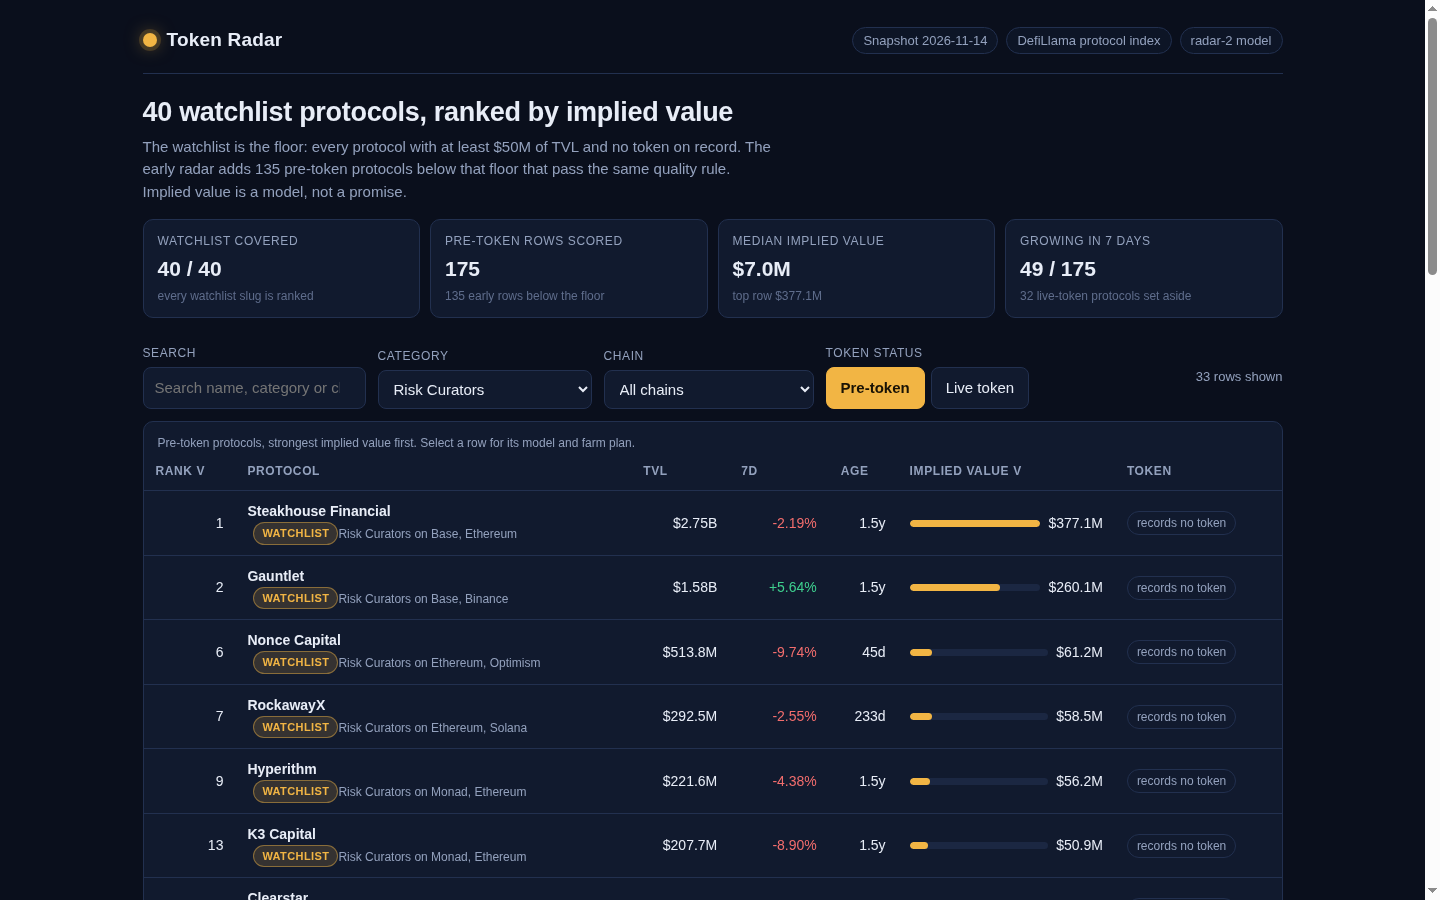 Token Radar
Snapshot 2026-11-14
DefiLlama protocol index
radar-2 model
40 watchlist protocols, ranked by implied value
The watchlist is the floor: every protocol with at least $50M of TVL and no token on record. The
early radar adds 135 pre-token protocols below that floor that pass the same quality rule.
Implied value is a model, not a promise.
WATCHLIST COVERED
40 / 40
every watchlist slug is ranked
PRE-TOKEN ROWS SCORED
175
135 early rows below the floor
MEDIAN IMPLIED VALUE
$7.0M
top row $377.1M
GROWING IN 7 DAYS
49 / 175
32 live-token protocols set aside
SEARCH
Search name, category or c
CATEGORY
Risk Curators
CHAIN
All chains
TOKEN STATUS
Pre-token
Live token
33 rows shown
Pre-token protocols, strongest implied value first. Select a row for its model and farm plan.
RANK V PROTOCOL TVL 7D AGE IMPLIED VALUE V TOKEN
1 Steakhouse Financial $2.75B -2.19% 1.5y $377.1M records no token
WATCHLIST Risk Curators on Base, Ethereum
2 Gauntlet $1.58B +5.64% 1.5y $260.1M records no token
WATCHLIST Risk Curators on Base, Binance
6 Nonce Capital $513.8M -9.74% 45d $61.2M records no token
WATCHLIST Risk Curators on Ethereum, Optimism
7 RockawayX $292.5M -2.55% 233d $58.5M records no token
WATCHLIST Risk Curators on Ethereum, Solana
9 Hyperithm $221.6M -4.38% 1.5y $56.2M records no token
WATCHLIST Risk Curators on Monad, Ethereum
13 K3 Capital $207.7M -8.90% 1.5y $50.9M records no token
WATCHLIST Risk Curators on Monad, Ethereum
Clearstar